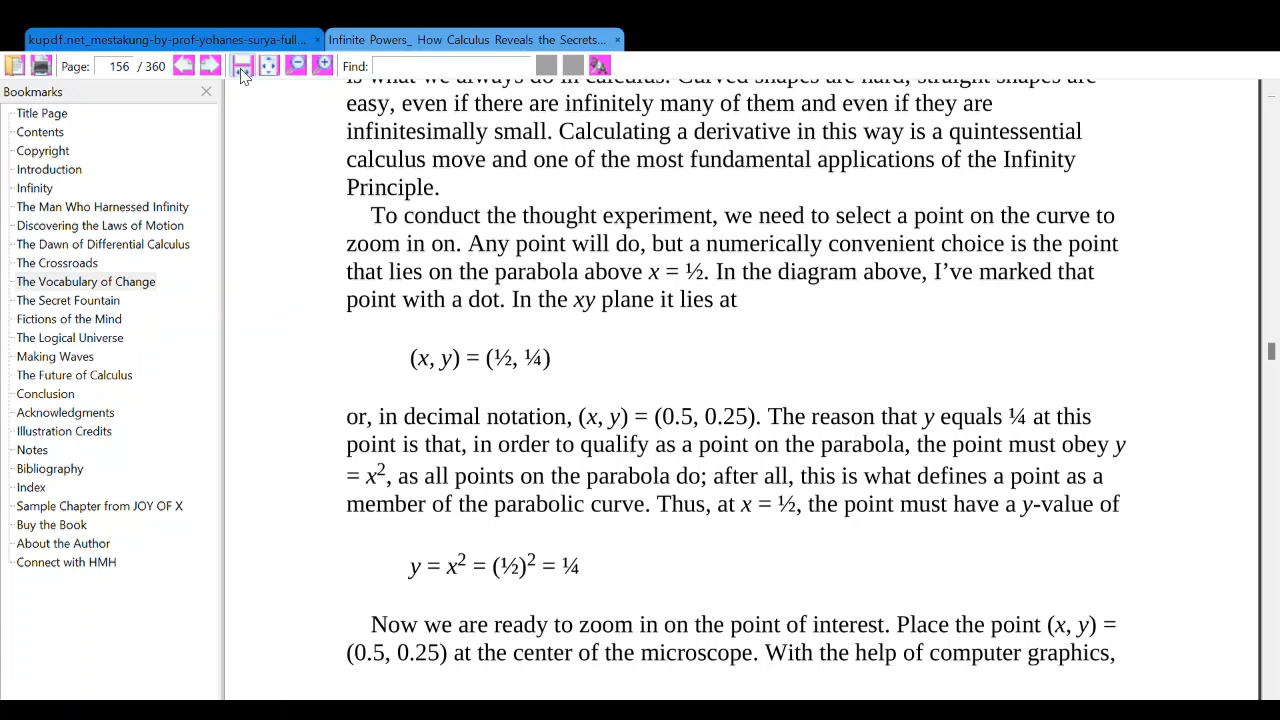 kupdf.net_mestakung-by-prof-yohanes-surya-full... ×
Infinite Powers_ How Calculus Reveals the Secrets... ×
Page: 156 / 360
Find:
Bookmarks
Title Page
Contents
Copyright
Introduction
Infinity
The Man Who Harnessed Infinity
Discovering the Laws of Motion
The Dawn of Differential Calculus
The Crossroads
The Vocabulary of Change
The Secret Fountain
Fictions of the Mind
The Logical Universe
Making Waves
The Future of Calculus
Conclusion
Acknowledgments
Illustration Credits
Notes
Bibliography
Index
Sample Chapter from JOY OF X
Buy the Book
About the Author
Connect with HMH
is what we always do in calculus. Curved shapes are hard, straight shapes are
easy, even if there are infinitely many of them and even if they are
infinitesimally small. Calculating a derivative in this way is a quintessential
calculus move and one of the most fundamental applications of the Infinity
Principle.
To conduct the thought experiment, we need to select a point on the curve to
zoom in on. Any point will do, but a numerically convenient choice is the point
that lies on the parabola above x = ½. In the diagram above, I’ve marked that
point with a dot. In the xy plane it lies at
(x, y) = (½, ¼)
or, in decimal notation, (x, y) = (0.5, 0.25). The reason that y equals ¼ at this
point is that, in order to qualify as a point on the parabola, the point must obey y
= x², as all points on the parabola do; after all, this is what defines a point as a
member of the parabolic curve. Thus, at x = ½, the point must have a y-value of
y = x² = (½)² = ¼
Now we are ready to zoom in on the point of interest. Place the point (x, y) =
(0.5, 0.25) at the center of the microscope. With the help of computer graphics,